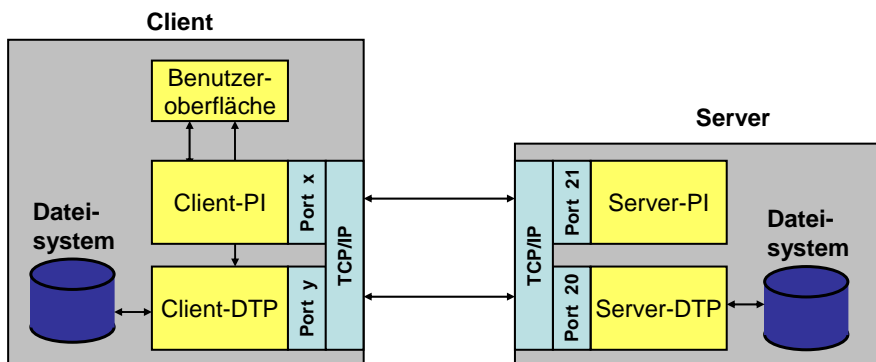 Client
Benutzer-
oberfläche
Client-PI
Port x
TCP/IP
Datei-
system
Client-DTP
Port y
Server
TCP/IP
Port 21
Server-PI
Datei-
system
Port 20
Server-DTP